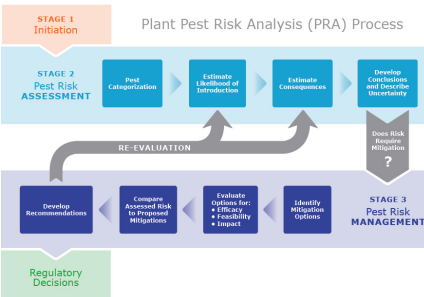 STAGE 1
Initiation
Plant Pest Risk Analysis (PRA) Process
STAGE 2
Pest Risk
ASSESSMENT
Pest
Categorization
Estimate
Likelihood of
Introduction
Estimate
Consequences
Develop
Conclusions
and Describe
Uncertainty
RE-EVALUATION
Does Risk
Require
Mitigation
?
Develop
Recommendations
Compare
Assessed Risk
to Proposed
Mitigations
Evaluate
Options for:
• Efficacy
• Feasibility
• Impact
Identify
Mitigation
Options
STAGE 3
Pest Risk
MANAGEMENT
Regulatory
Decisions